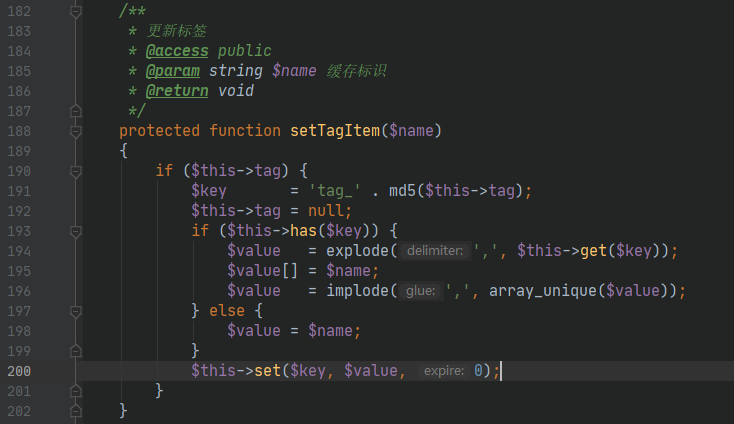 182 /**
183 * 更新标签
184 * @access public
185 * @param string $name 缓存标识
186 * @return void
187 */
188 protected function setTagItem($name)
189 {
190 if ($this->tag) {
191 $key = 'tag_' . md5($this->tag);
192 $this->tag = null;
193 if ($this->has($key)) {
194 $value = explode( delimiter: ',', $this->get($key));
195 $value[] = $name;
196 $value = implode( glue: ',', array_unique($value));
197 } else {
198 $value = $name;
199 }
200 $this->set($key, $value, expire: 0);
201 }
202 }